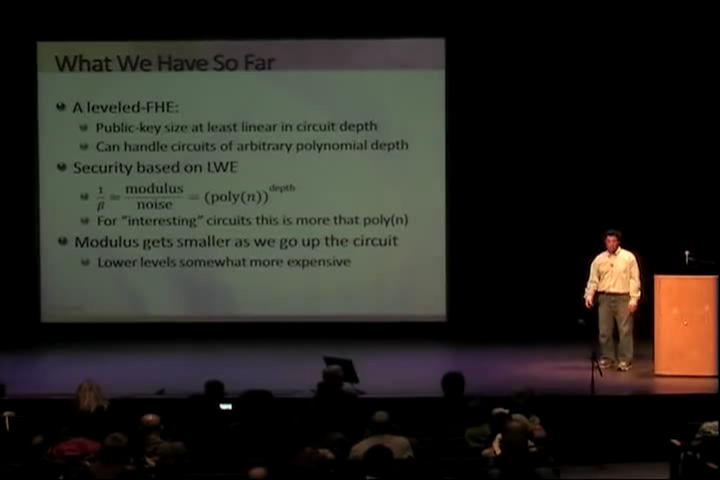 What We Have So Far
A leveled-FHE:
Public-key size at least linear in circuit depth
Can handle circuits of arbitrary polynomial depth
Security based on LWE
1/β = modulus/noise = (poly(n))^depth
For "interesting" circuits this is more that poly(n)
Modulus gets smaller as we go up the circuit
Lower levels somewhat more expensive